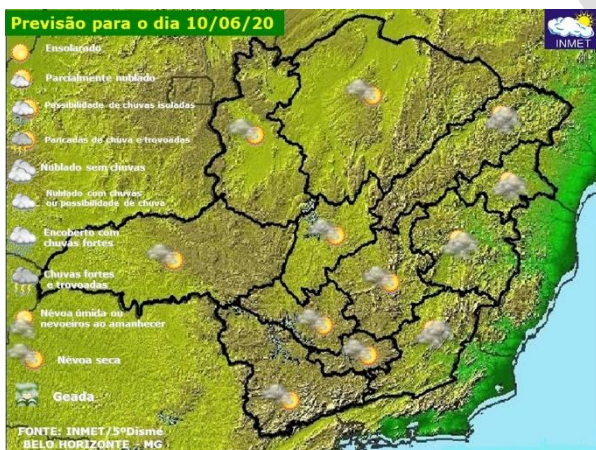 Previsão para o dia 10/06/20
INMET
Ensolarado
Parcialmente nublado
Possibilidade de chuvas isoladas
Pancadas de chuva e trovoadas
Nublado sem chuvas
Nublado com chuvas
ou possibilidade de chuva
Encoberto com
chuvas fortes
Chuvas fortes
e trovoadas
Névoa úmida ou
nevoeiros ao amanhecer
Névoa seca
Geada
FONTE: INMET/5ºDisme
BELO HORIZONTE - MG